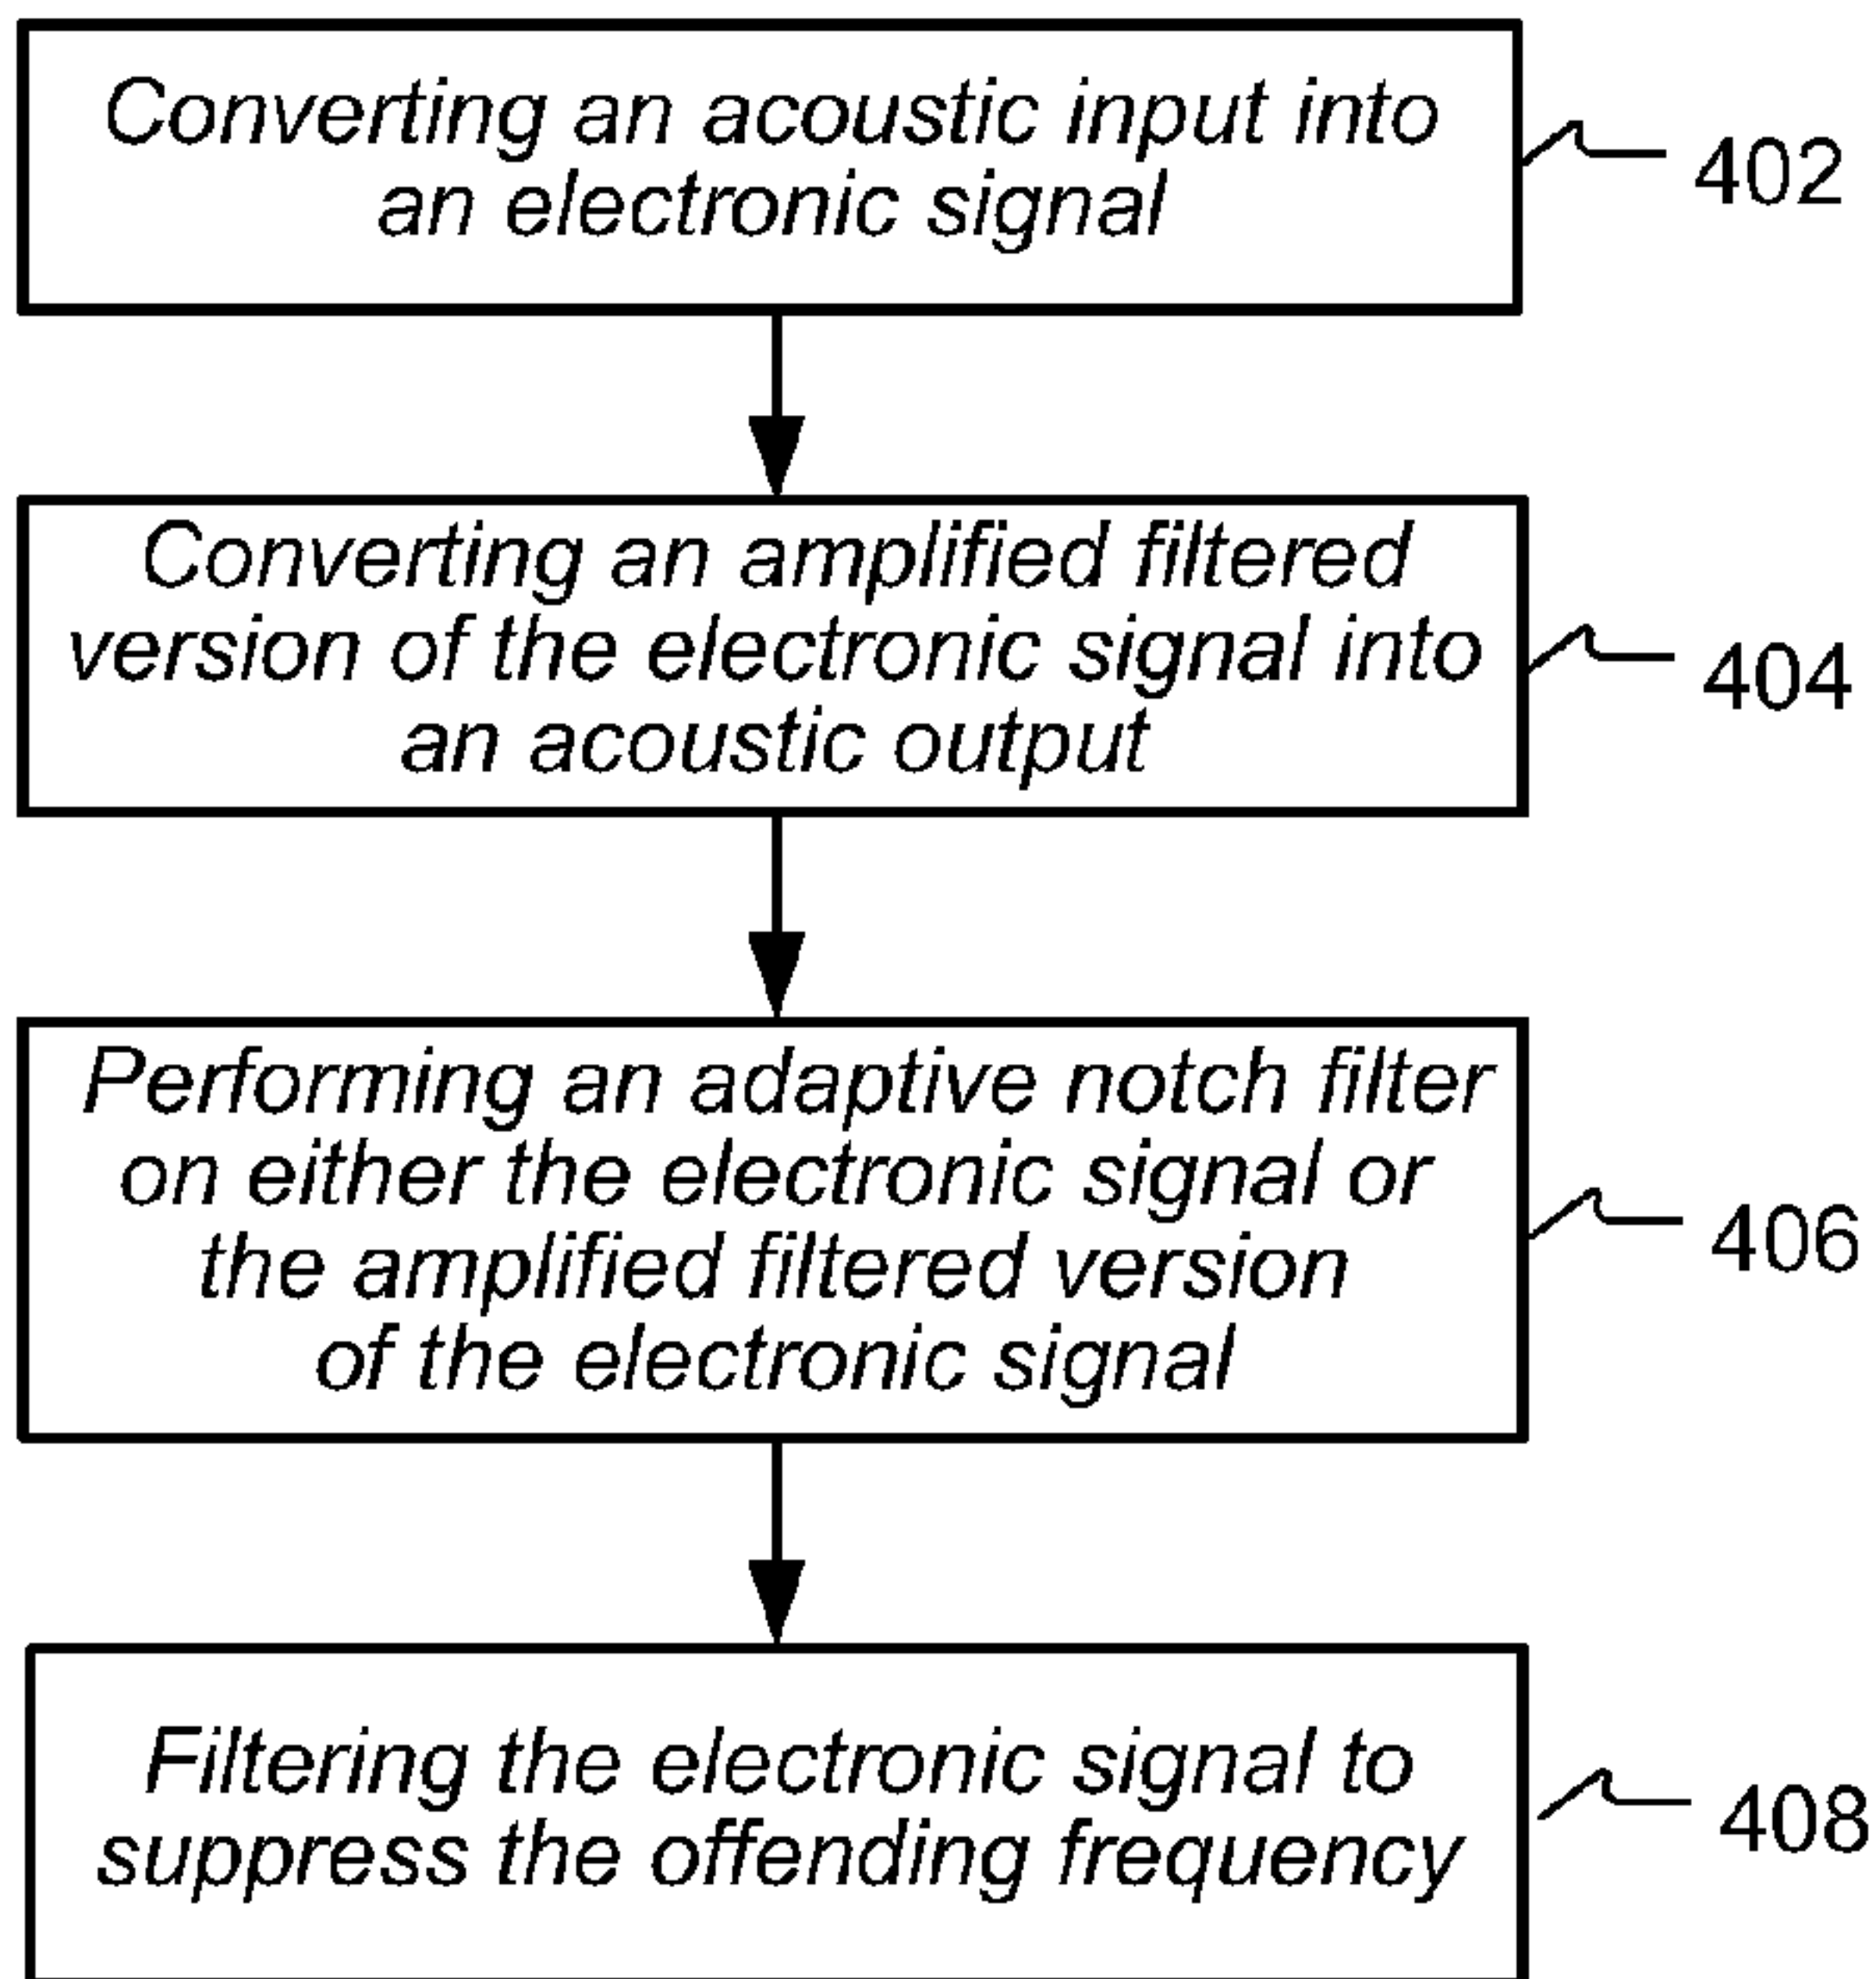 Converting an acoustic input into
an electronic signal
402
Converting an amplified filtered
version of the electronic signal into
an acoustic output
404
Performing an adaptive notch filter
on either the electronic signal or
the amplified filtered version
of the electronic signal
406
Filtering the electronic signal to
suppress the offending frequency
408